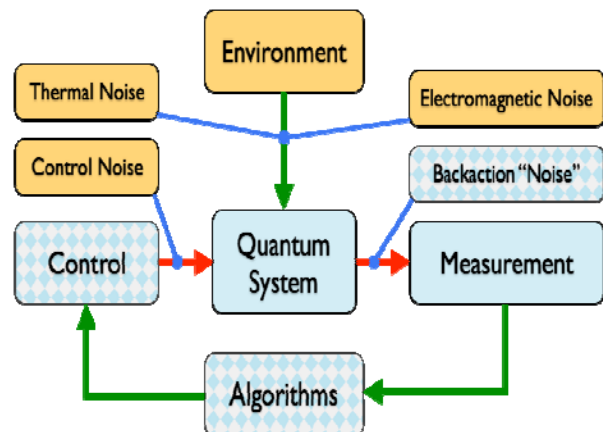 Environment
Thermal Noise
Electromagnetic Noise
Control Noise
Backaction “Noise”
Control
Quantum
System
Measurement
Algorithms